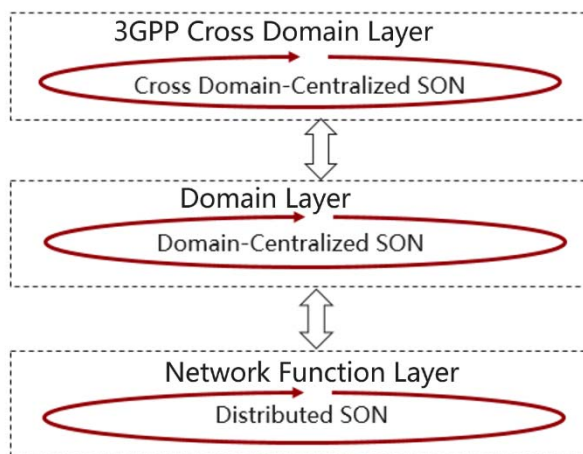 3GPP Cross Domain Layer
Cross Domain-Centralized SON
Domain Layer
Domain-Centralized SON
Network Function Layer
Distributed SON